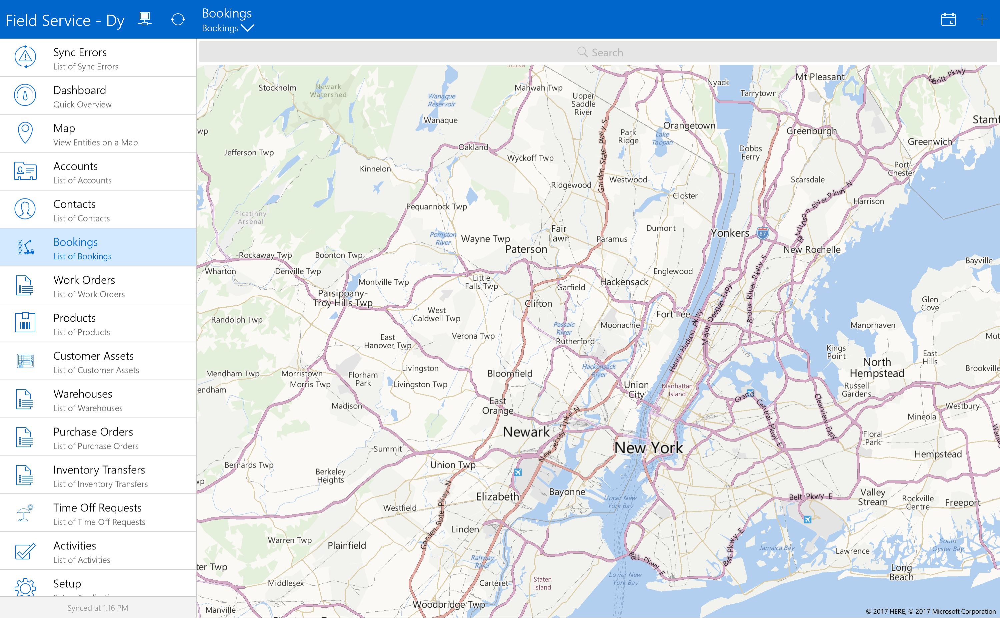 Field Service - Dy
Bookings
Bookings
Sync Errors
List of Sync Errors
Dashboard
Quick Overview
Map
View Entities on a Map
Accounts
List of Accounts
Contacts
List of Contacts
Bookings
List of Bookings
Work Orders
List of Work Orders
Products
List of Products
Customer Assets
List of Customer Assets
Warehouses
List of Warehouses
Purchase Orders
List of Purchase Orders
Inventory Transfers
List of Inventory Transfers
Time Off Requests
List of Time Off Requests
Activities
List of Activities
Setup
Synced at 1:16 PM
Search
Stockholm
Newark
Watershed
Wanaque
Reservoir
Wanaque
Mahwah Twp
Upper
Saddle
River
Nyack
Tarrytown
Mt Pleasant
Merritt Pkwy
Stamf
Orangetown
Park
Ridge
Lake
Tappan
Greenburgh
Greenwich
wp
Jefferson Twp
Oakland
Wyckoff Twp
Garden State Pkwy S
Dobbs
Ferry
Port
Chester
Kinnelon
Ridgewood
Westwood
Scarsdale
Closter
Harrison
Hutchinson River Pkwy N
Pequannock Twp
Picatinny
Arsenal
Pompton
River
Wayne Twp
Paterson
Fair
Lawn
Paramus
Dumont
Yonkers
87
New Rochelle
Bayville
Rockaway Twp
Boonton Twp
Wharton
Denville Twp
Montville Twp
Little
Falls Twp
Garfield
Hackensack
Englewood
Bronx River Pkwy S
Major Deegan Expy
Parsippany-
Troy Hills Twp
Clifton
Glen
Cove
West
Caldwell Twp
Randolph Twp
Fort Lee
Henry Hudson Pkwy
Passaic
River
Moonachie
Manorhaven
Mut
Verona Twp
East
Hanover Twp
Rutherford
Kings
Point
East
Hills
North
Hempstead
Brookville
Livingston
Hackensack
River
Mendham Twp
Morristown
Morris Twp
Florham
Park
Livingston Twp
Bloomfield
Union
City
Manhattan
Island
Russell
Gardens
endham
Grand Central Pkwy E
Clearview Expy
Madison
East
Orange
Westbury
Mineola
Newark
New Jersey Tpke N
New York
Floral
Park
Hempstead
Summit
Union Twp
Bernards Twp
Berkeley
Heights
wp
Elizabeth
Bayonne
Upper New
York Bay
Belt Pkwy E
Valley
Stream
Rockville
Centre
Freeport
Westfield
Garden State Pkwy N
Linden
Warren Twp
Plainfield
Belt Pkwy E
Jamaica Bay
Lawrence
South
Oyster Bay
Rahway
River
Belt Pkwy E
ter Twp
Long
Beach
Middlesex
Carteret
Staten
Island
Lower New
York Bay
Woodbridge Twp
Manville
© 2017 HERE, © 2017 Microsoft Corporation